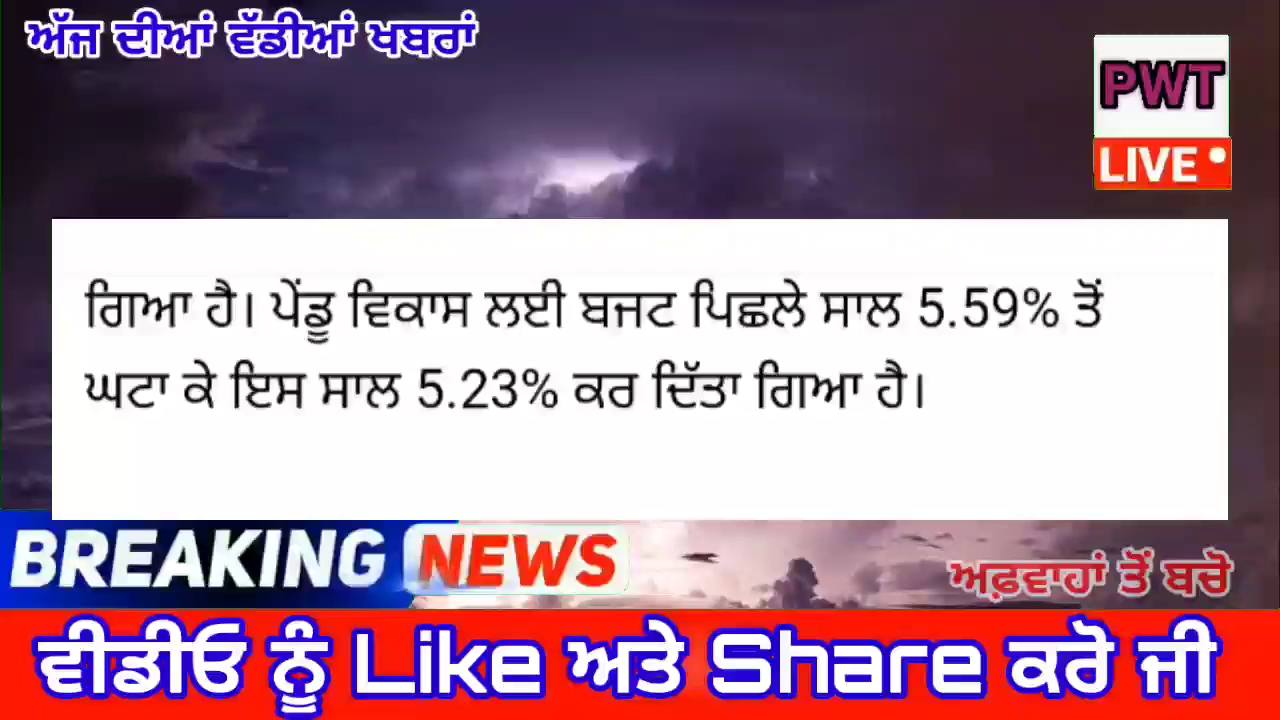 ਅੱਜ ਦੀਆਂ ਵੱਡੀਆਂ ਖਬਰਾਂ
PWT
LIVE
ਗਿਆ ਹੈ। ਪੇਂਡੂ ਵਿਕਾਸ ਲਈ ਬਜਟ ਪਿਛਲੇ ਸਾਲ 5.59% ਤੋਂ
ਘਟਾ ਕੇ ਇਸ ਸਾਲ 5.23% ਕਰ ਦਿੱਤਾ ਗਿਆ ਹੈ।
BREAKING NEWS
ਅਫ਼ਵਾਹਾਂ ਤੋਂ ਬਚੋ
ਵੀਡੀਓ ਨੂੰ Like ਅਤੇ Share ਕਰੋ ਜੀ